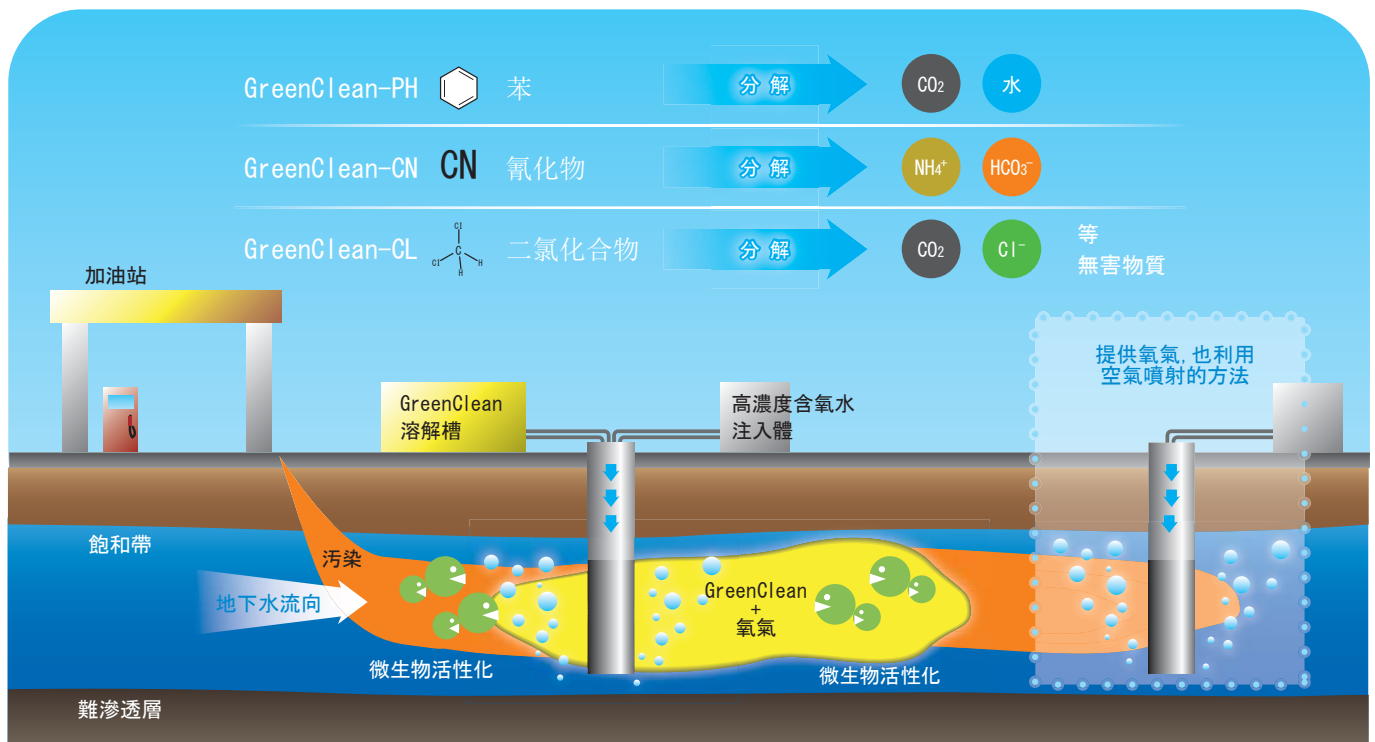 GreenClean-PH 苯 分解 CO₂ 水
GreenClean-CN CN 氰化物 分解 NH₄⁺ HCO₃⁻
GreenClean-CL Cl Cl C H H 二氯化合物 分解 CO₂ Cl⁻ 等
無害物質
加油站
提供氧氣,也利用
空氣噴射的方法
GreenClean
溶解槽
高濃度含氧水
注入體
飽和帶
污染
地下水流向
GreenClean
+
氧氣
微生物活性化
微生物活性化
難滲透層